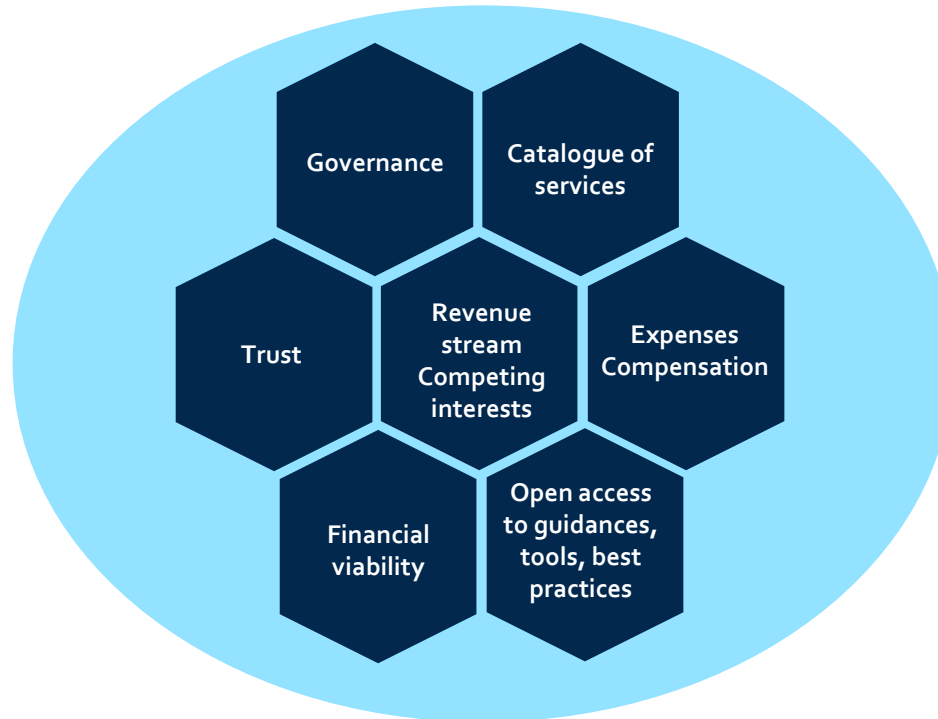 Governance
Catalogue of
services
Trust
Revenue
stream
Competing
interests
Expenses
Compensation
Financial
viability
Open access
to guidances,
tools, best
practices